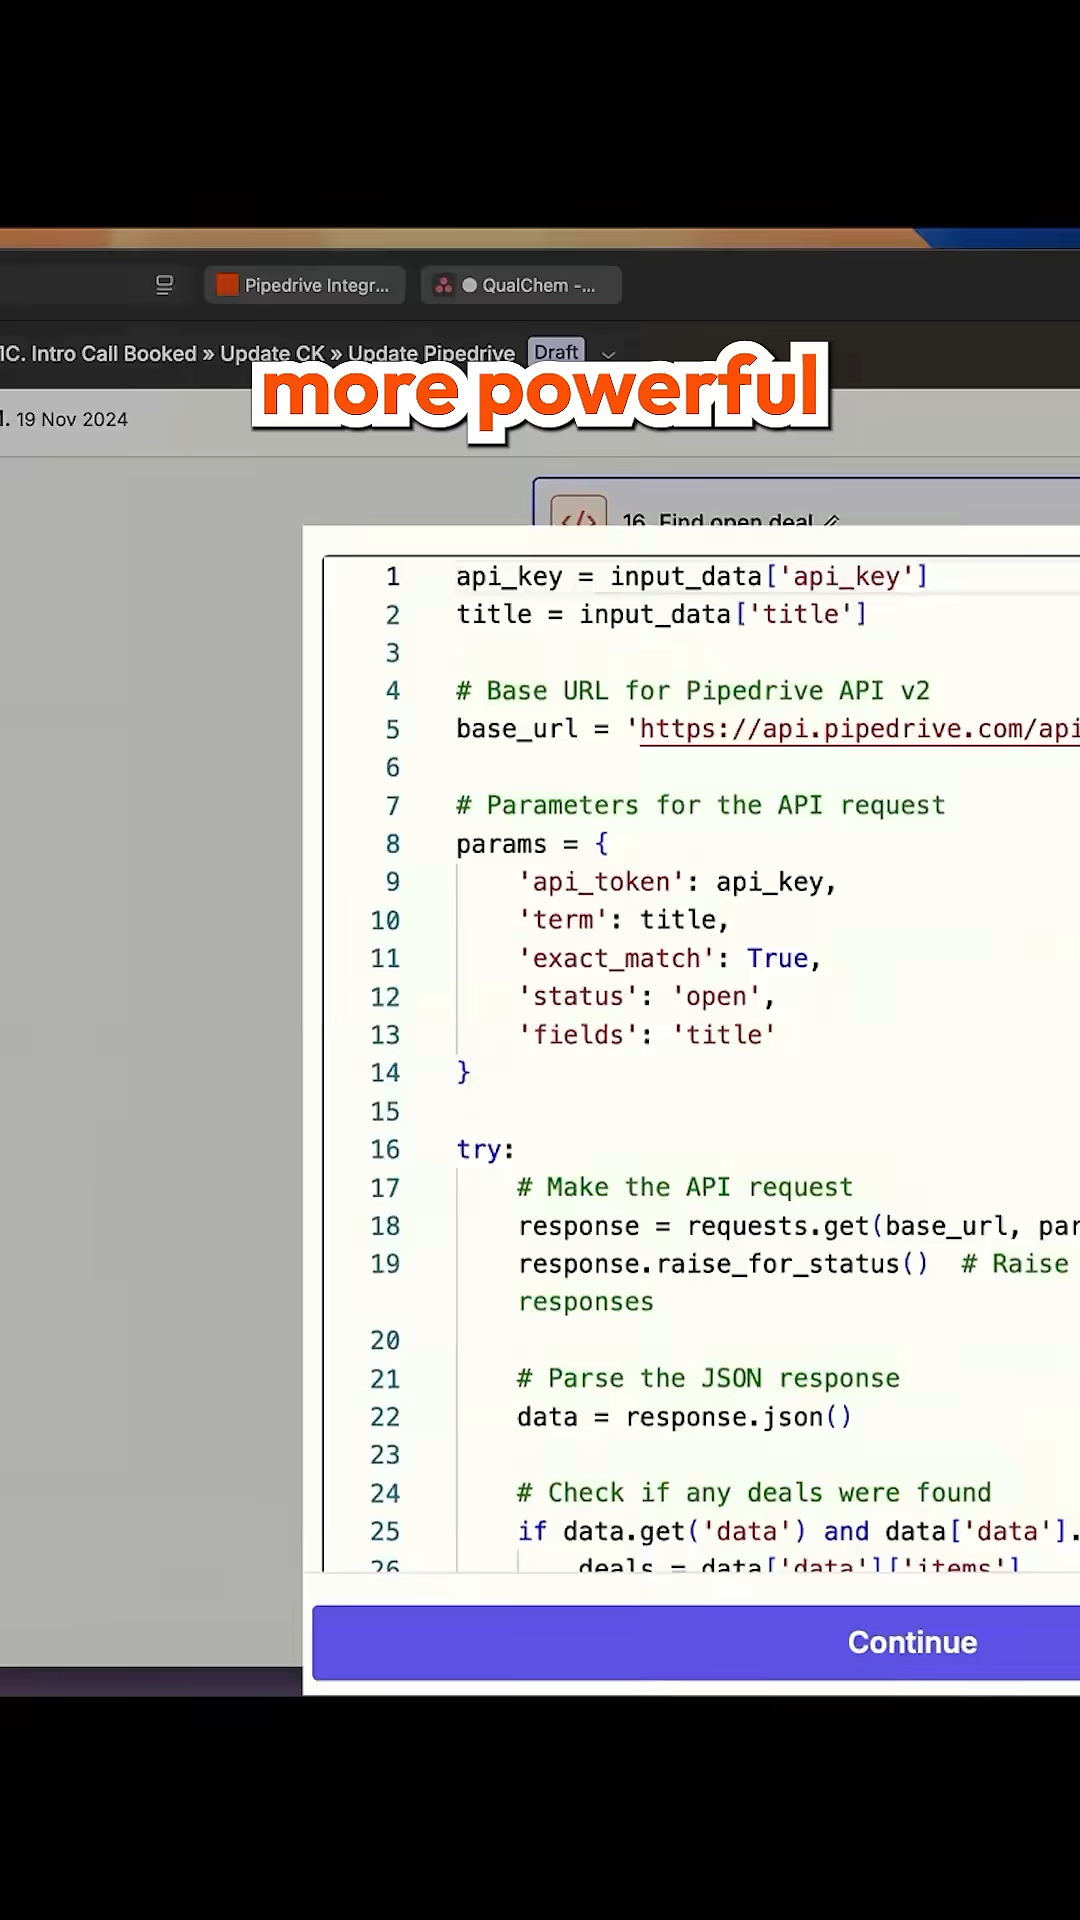 Pipedrive Integr...
QualChem -...
1C. Intro Call Booked » Update CK » Update Pipedrive Draft
more powerful
19 Nov 2024
</> 16. Find open deal
1 api_key = input_data['api_key']
2 title = input_data['title']
3
4 # Base URL for Pipedrive API v2
5 base_url = 'https://api.pipedrive.com/api
6
7 # Parameters for the API request
8 params = {
9 'api_token': api_key,
10 'term': title,
11 'exact_match': True,
12 'status': 'open',
13 'fields': 'title'
14 }
15
16 try:
17 # Make the API request
18 response = requests.get(base_url, par
19 response.raise_for_status() # Raise
responses
20
21 # Parse the JSON response
22 data = response.json()
23
24 # Check if any deals were found
25 if data.get('data') and data['data'].
26 deals = data['data']['items']
Continue